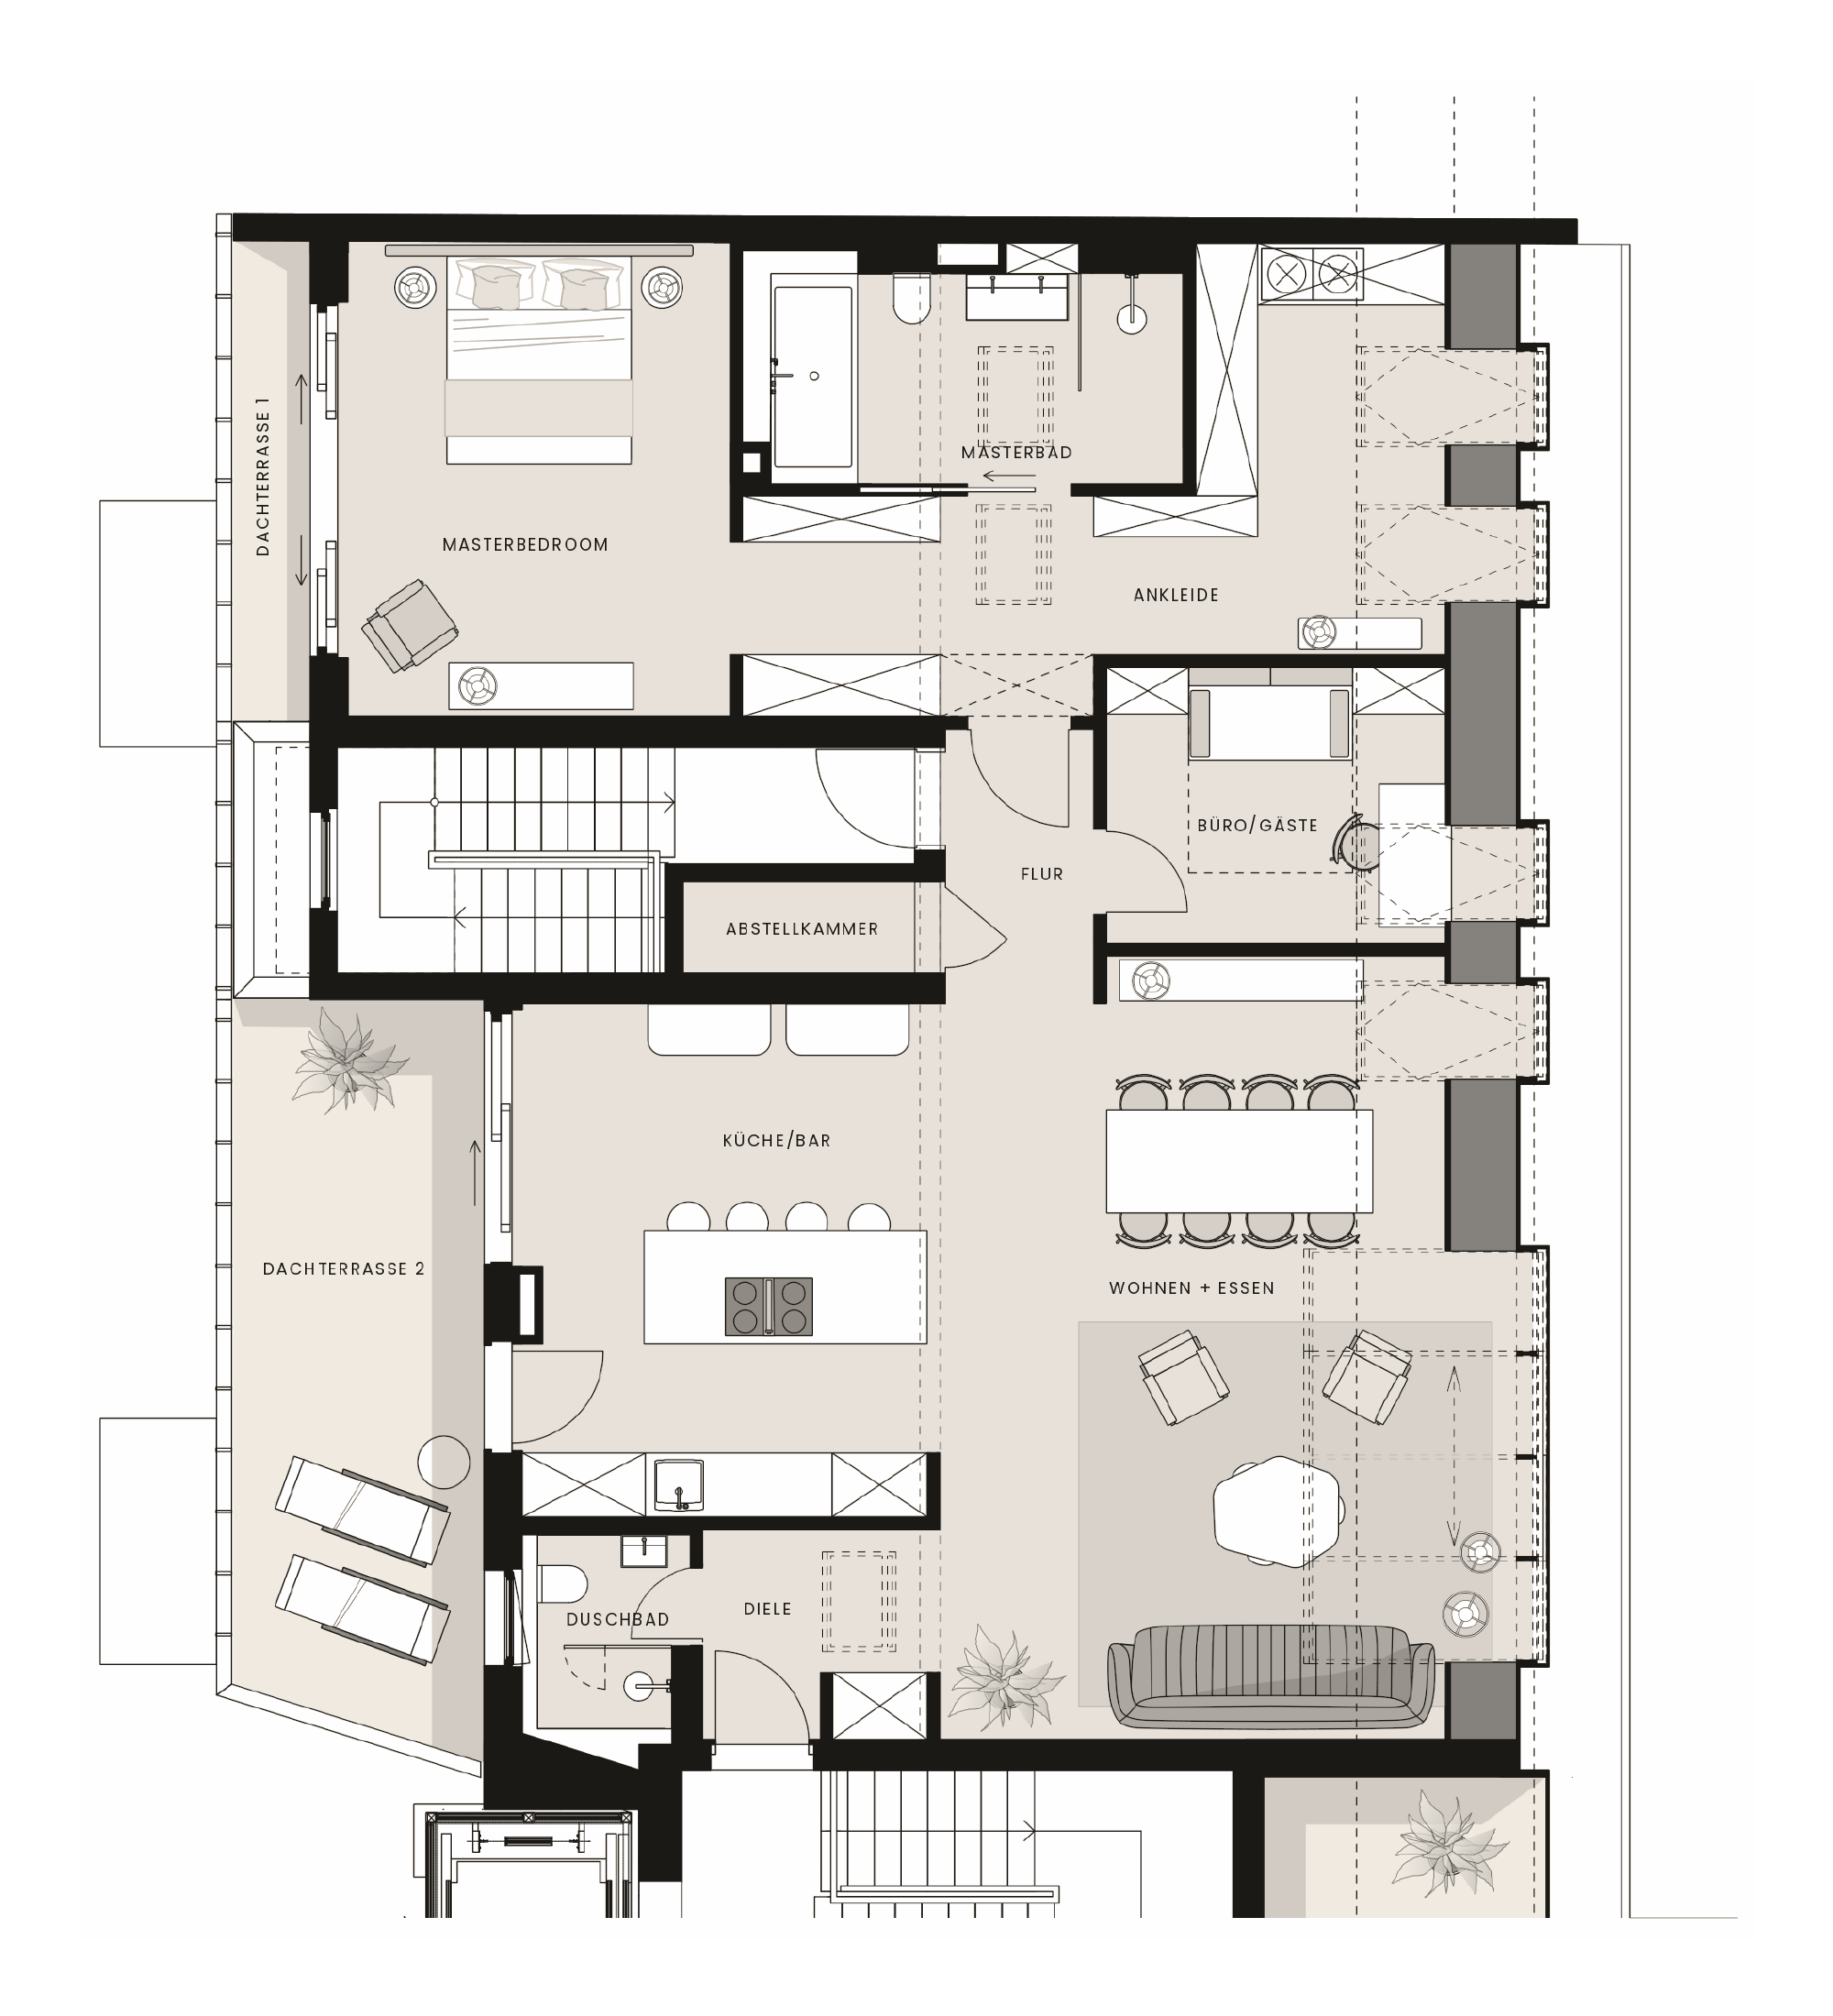 DACHTERRASSE 1
MASTERBAD
MASTERBEDROOM
ANKLEIDE
BÜRO/GÄSTE
FLUR
ABSTELLKAMMER
KÜCHE/BAR
DACHTERRASSE 2
WOHNEN + ESSEN
DIELE
DUSCHBAD